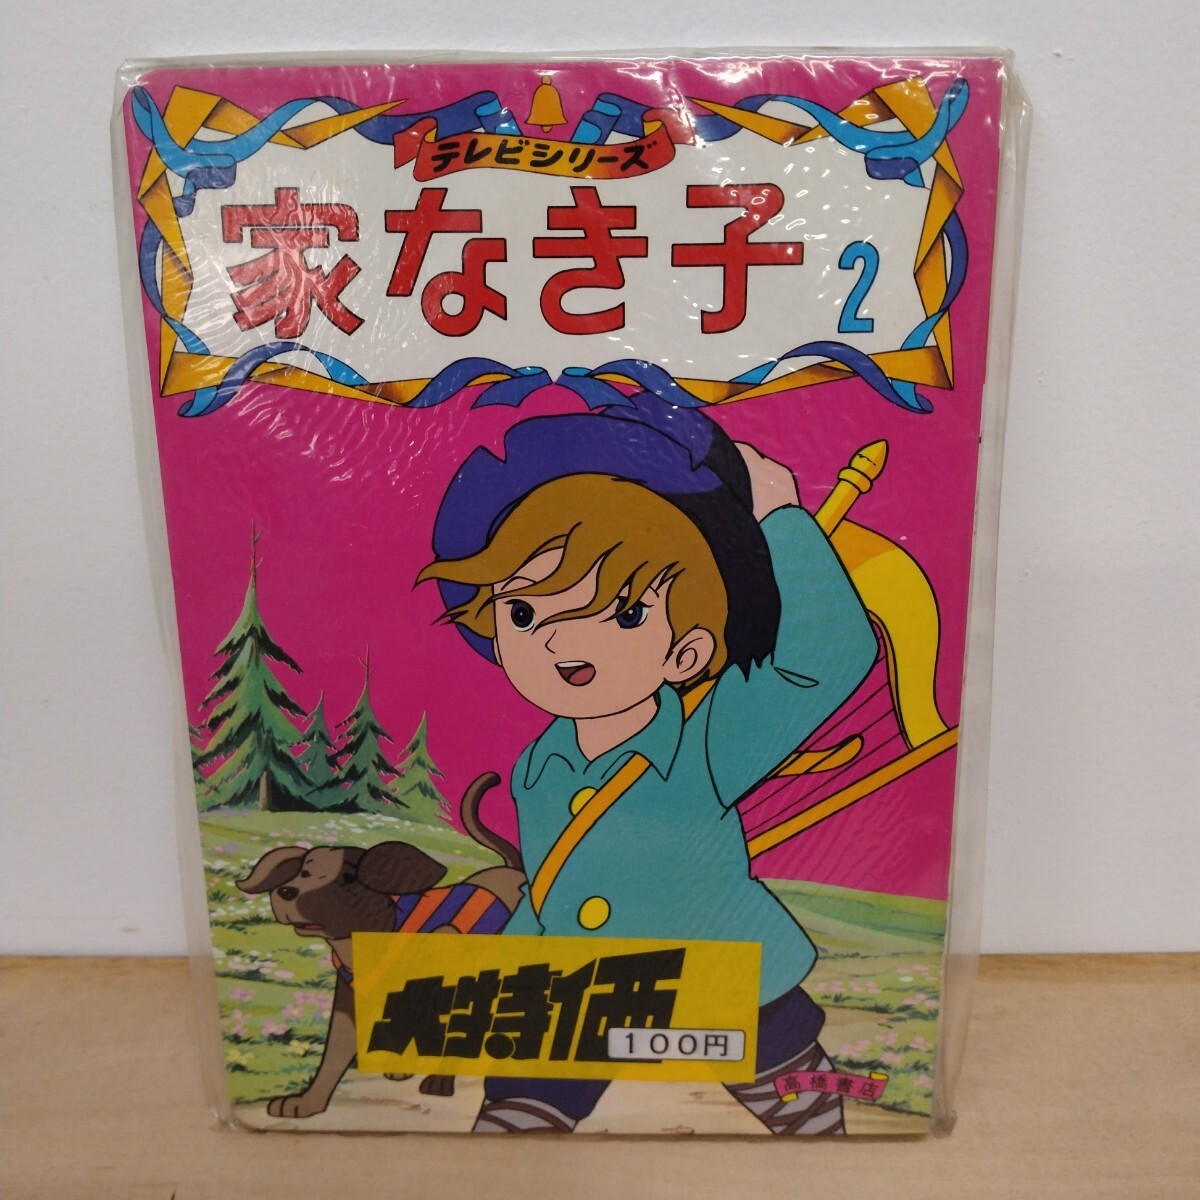 テレビシリーズ
家なき子 2
大特価
100円
高橋書店